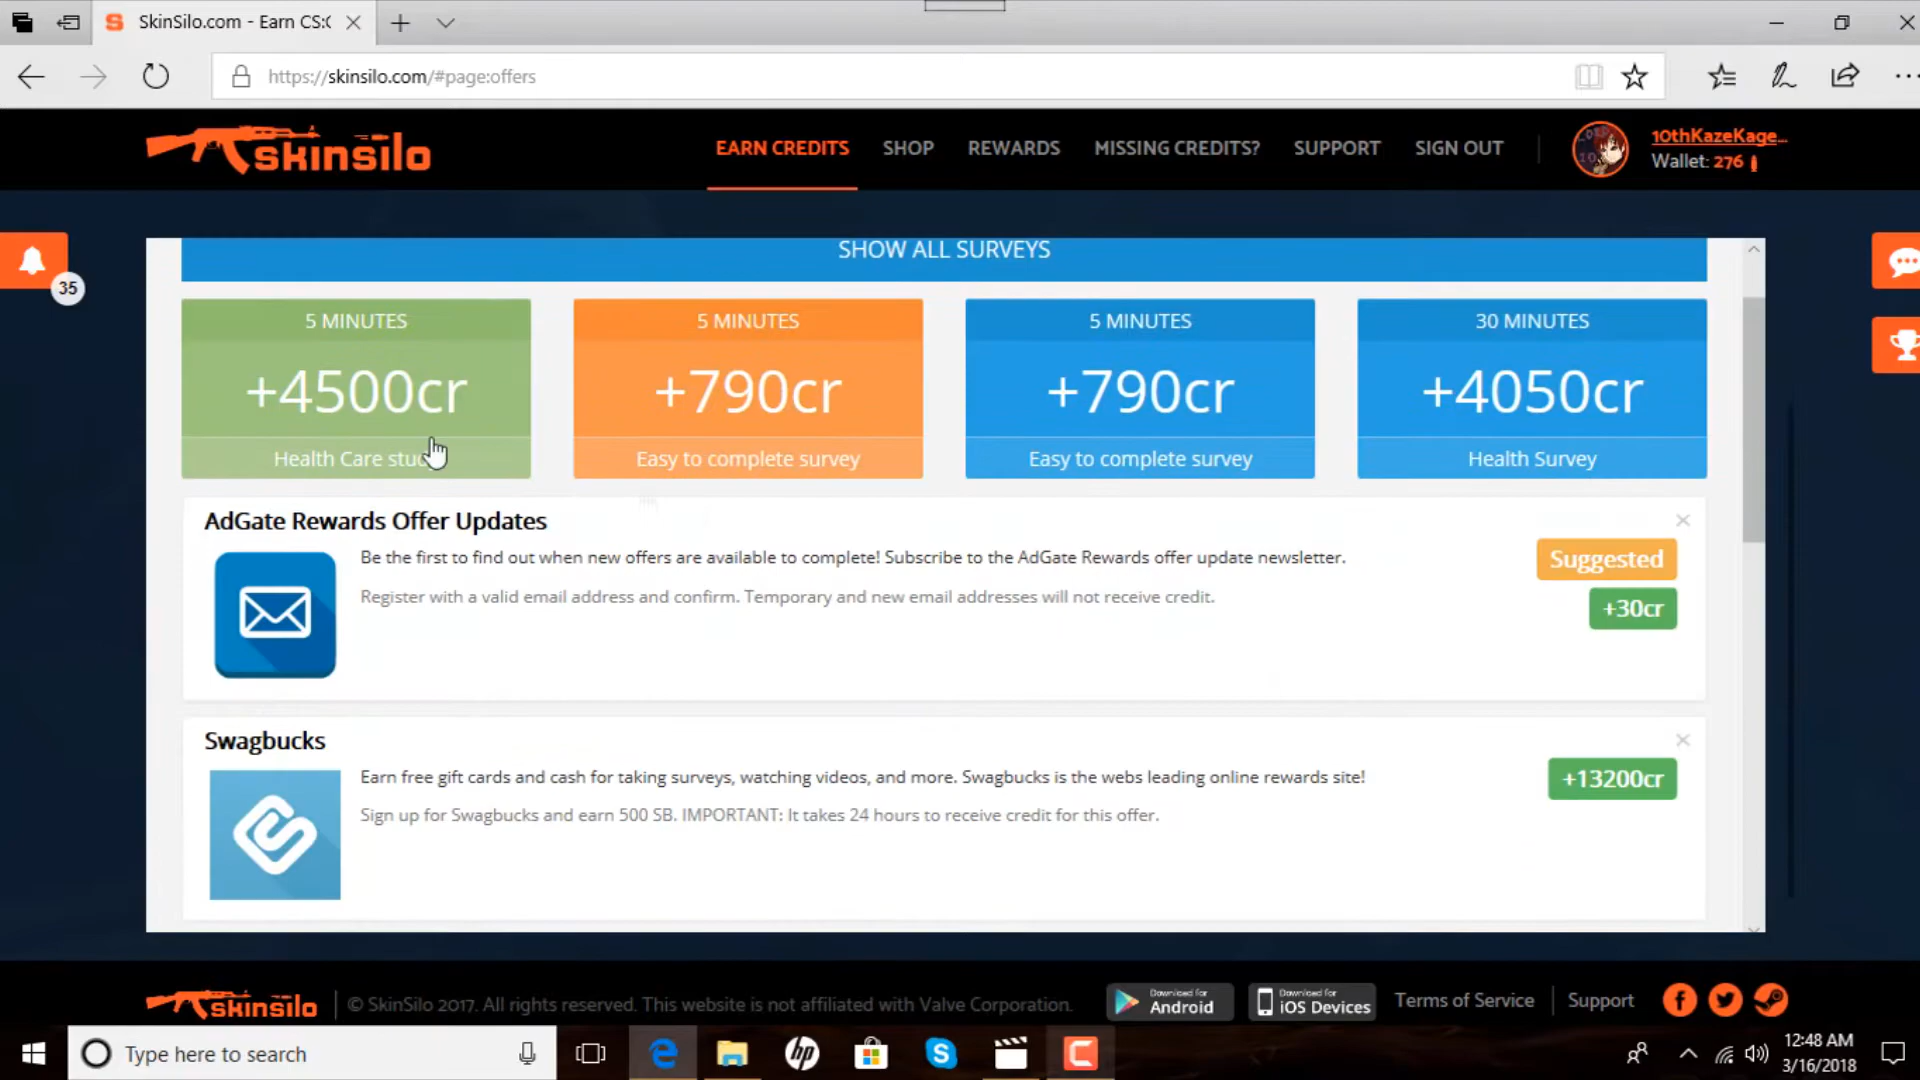 SkinSilo.com - Earn CS:(
https://skinsilo.com/#page:offers
skinsilo
EARN CREDITS
SHOP
REWARDS
MISSING CREDITS?
SUPPORT
SIGN OUT
10thKazeKage...
Wallet: 276
35
SHOW ALL SURVEYS
5 MINUTES
+4500cr
Health Care stu
5 MINUTES
+790cr
Easy to complete survey
5 MINUTES
+790cr
Easy to complete survey
30 MINUTES
+4050cr
Health Survey
AdGate Rewards Offer Updates
Be the first to find out when new offers are available to complete! Subscribe to the AdGate Rewards offer update newsletter.
Register with a valid email address and confirm. Temporary and new email addresses will not receive credit.
Suggested
+30cr
Swagbucks
Earn free gift cards and cash for taking surveys, watching videos, and more. Swagbucks is the webs leading online rewards site!
Sign up for Swagbucks and earn 500 SB. IMPORTANT: It takes 24 hours to receive credit for this offer.
+13200cr
skinsilo
© SkinSilo 2017. All rights reserved. This website is not affiliated with Valve Corporation.
Download for
Android
Download for
iOS Devices
Terms of Service
Support
Type here to search
12:48 AM
3/16/2018